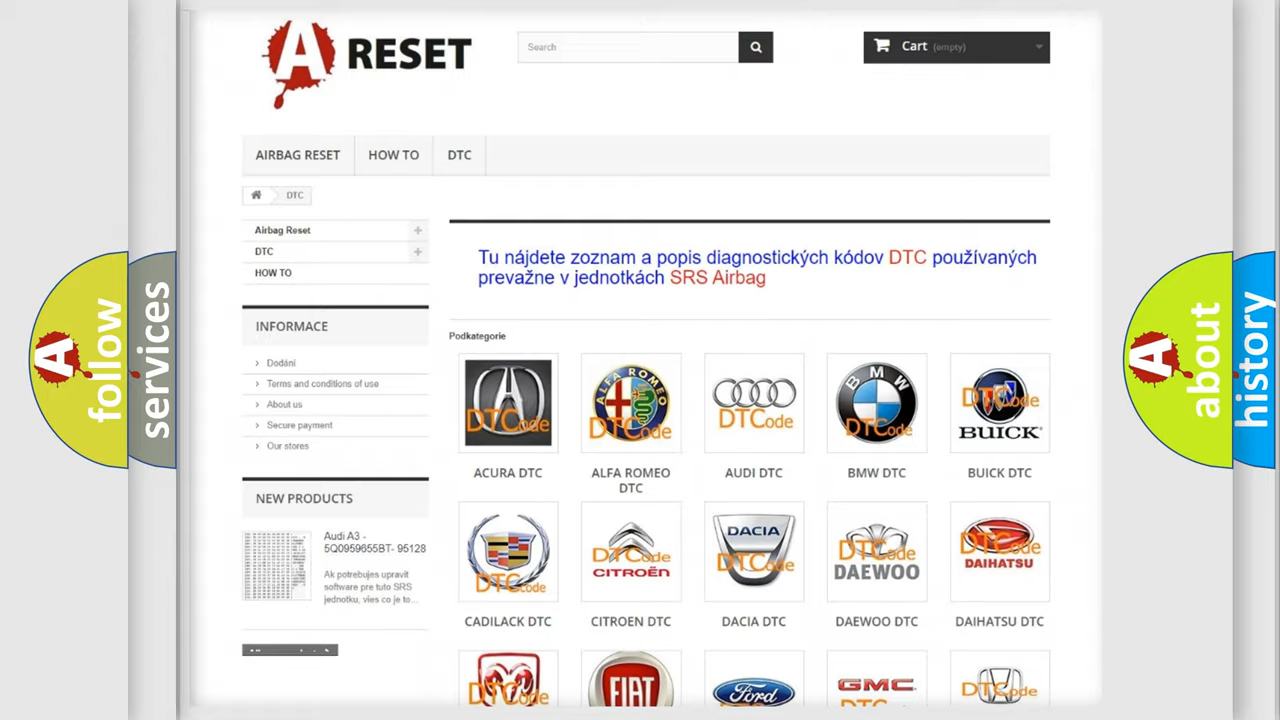 A RESET
Search
Cart (empty)
AIRBAG RESET
HOW TO
DTC
DTC
Airbag Reset
DTC
HOW TO
INFORMACE
Dodání
Terms and conditions of use
About us
Secure payment
Our stores
NEW PRODUCTS
Audi A3 -
5Q0959655BT- 95128
Ak potrebujes upravit
software pre tuto SRS
jednotku, vies co je to...
Tu nájdete zoznam a popis diagnostických kódov DTC používaných
prevažne v jednotkách SRS Airbag
Podkategorie
DTCode
ALFA ROMEO
DTCode
DTCode
BMW
DTCode
DTCode
BUICK
ACURA DTC
ALFA ROMEO
DTC
AUDI DTC
BMW DTC
BUICK DTC
DTCode
DTCode
CITROËN
DACIA
DTCode
DTCode
DAEWOO
DTCode
DAIHATSU
CADILACK DTC
CITROEN DTC
DACIA DTC
DAEWOO DTC
DAIHATSU DTC
DTCode
FIAT
Ford
GMC
DTCode
A
follow
services
A
about
history